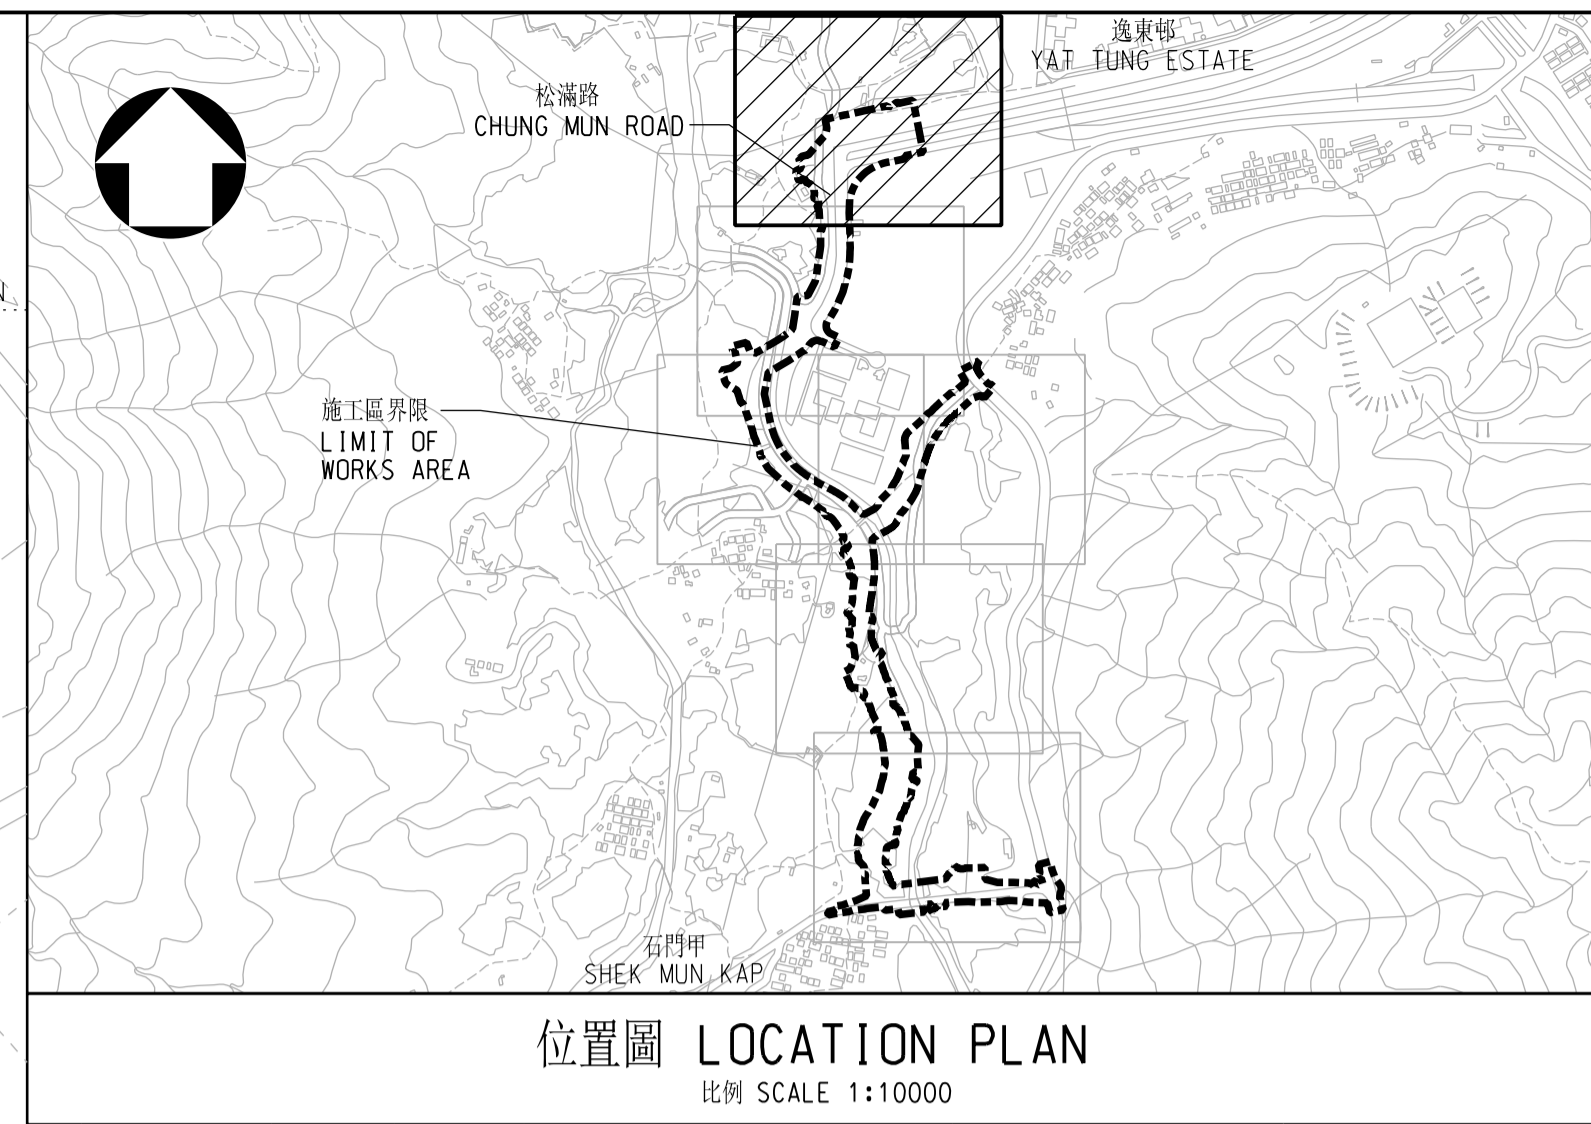 逸東邨
YAT TUNG ESTATE
松滿路
CHUNG MUN ROAD
施工區界限
LIMIT OF
WORKS AREA
石門甲
SHEK MUN KAP
位置圖 LOCATION PLAN
比例 SCALE 1:10000